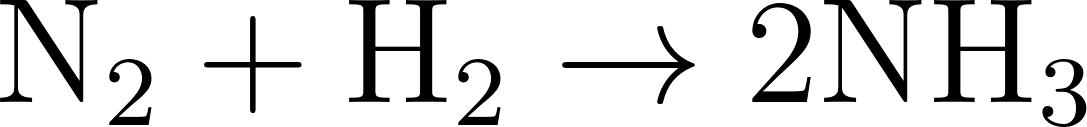 N₂ + H₂ → 2NH₃